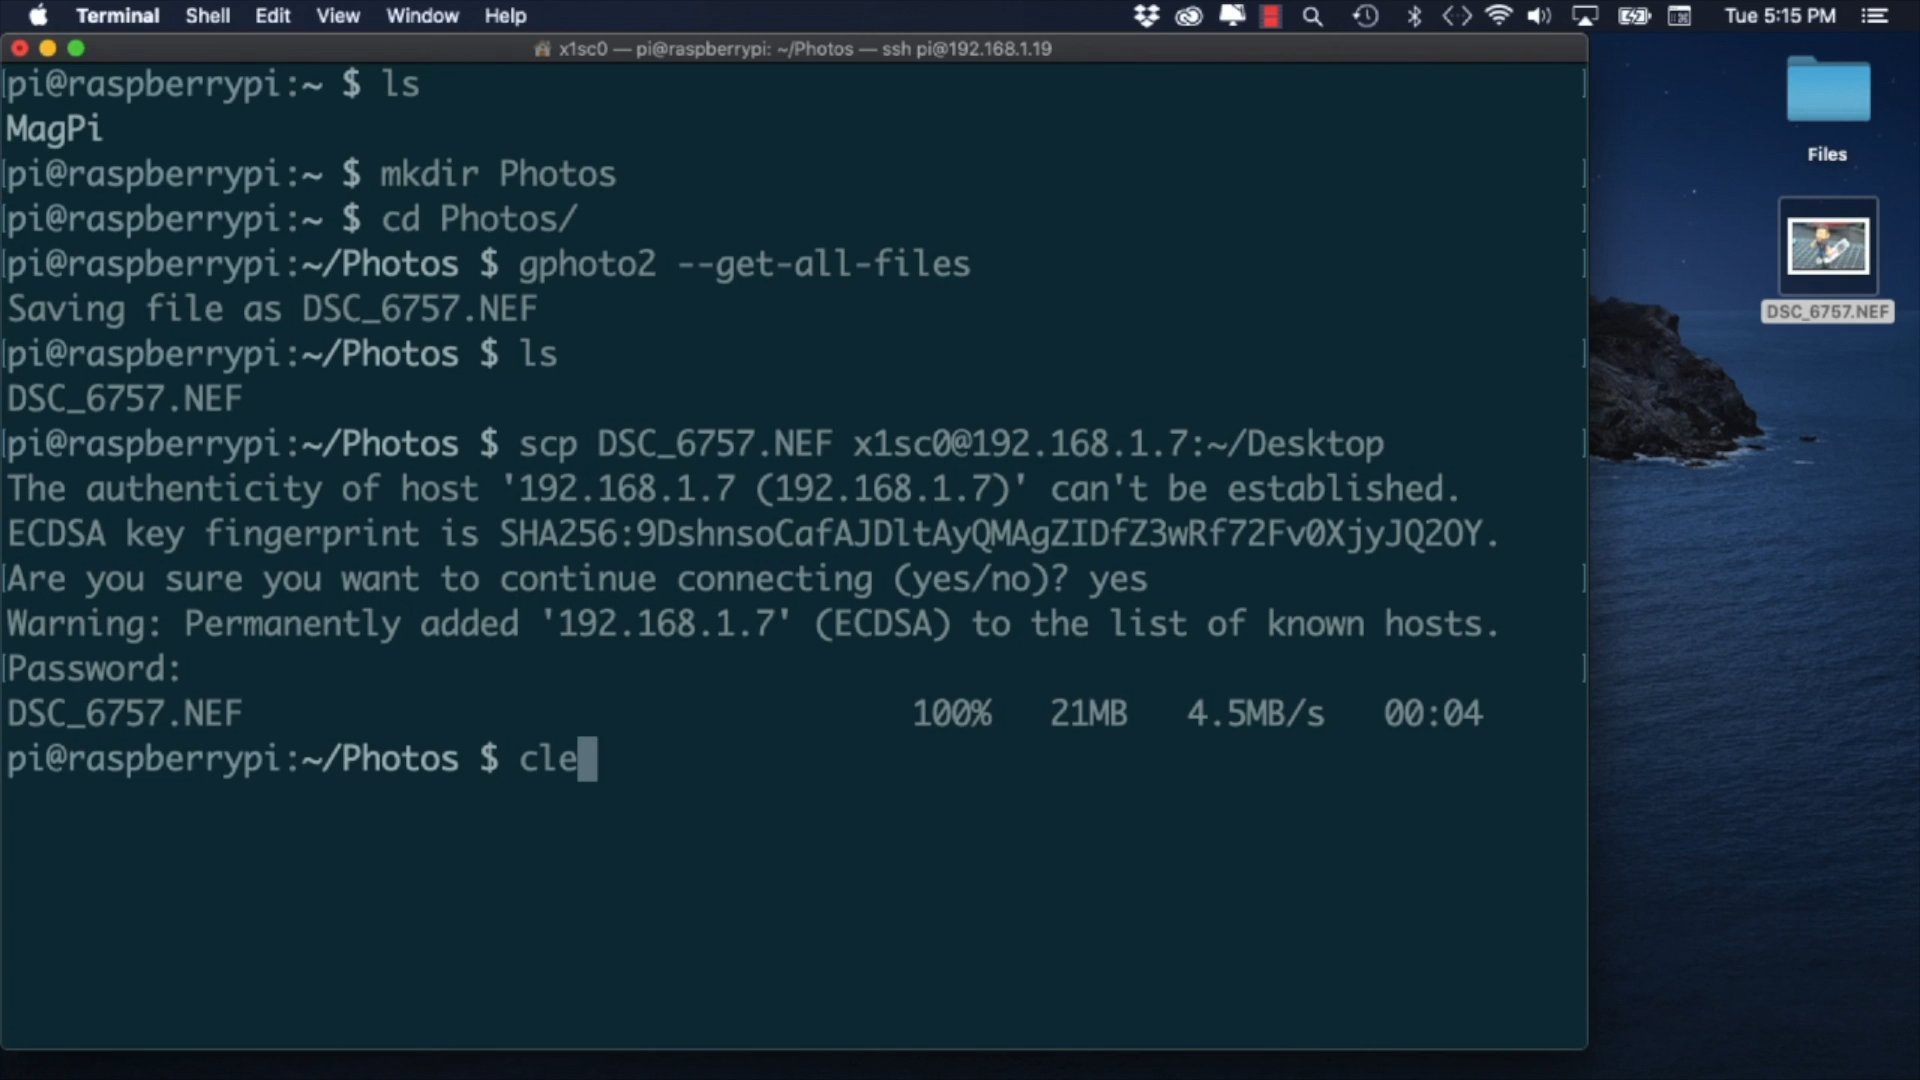 Terminal Shell Edit View Window Help Tue 5:15 PM
x1sc0 — pi@raspberrypi: ~/Photos — ssh pi@192.168.1.19
pi@raspberrypi:~ $ ls
MagPi
pi@raspberrypi:~ $ mkdir Photos
pi@raspberrypi:~ $ cd Photos/
pi@raspberrypi:~/Photos $ gphoto2 --get-all-files
Saving file as DSC_6757.NEF
pi@raspberrypi:~/Photos $ ls
DSC_6757.NEF
pi@raspberrypi:~/Photos $ scp DSC_6757.NEF x1sc0@192.168.1.7:~/Desktop
The authenticity of host '192.168.1.7 (192.168.1.7)' can't be established.
ECDSA key fingerprint is SHA256:9DshnsoCafAJDltAyQMAgZIDfZ3wRf72Fv0XjyJQ2OY.
Are you sure you want to continue connecting (yes/no)? yes
Warning: Permanently added '192.168.1.7' (ECDSA) to the list of known hosts.
Password:
DSC_6757.NEF 100% 21MB 4.5MB/s 00:04
pi@raspberrypi:~/Photos $ cle
Files
DSC_6757.NEF